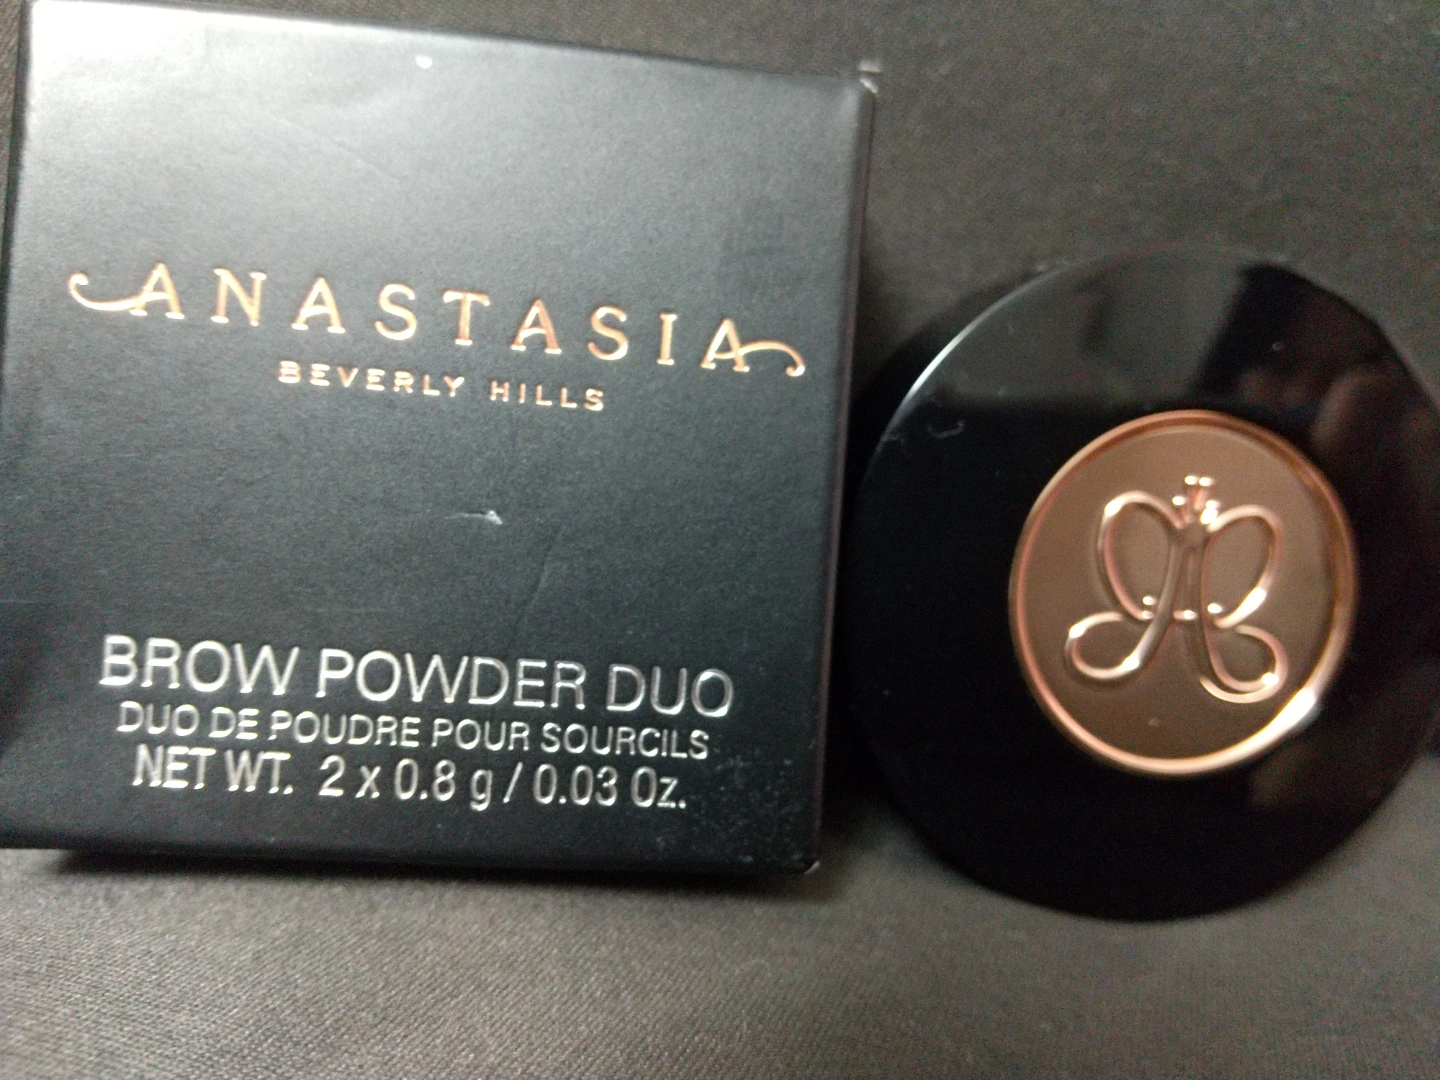 ANASTASIA
BEVERLY HILLS
BROW POWDER DUO
DUO DE POUDRE POUR SOURCILS
NET WT. 2 x 0.8 g / 0.03 Oz.